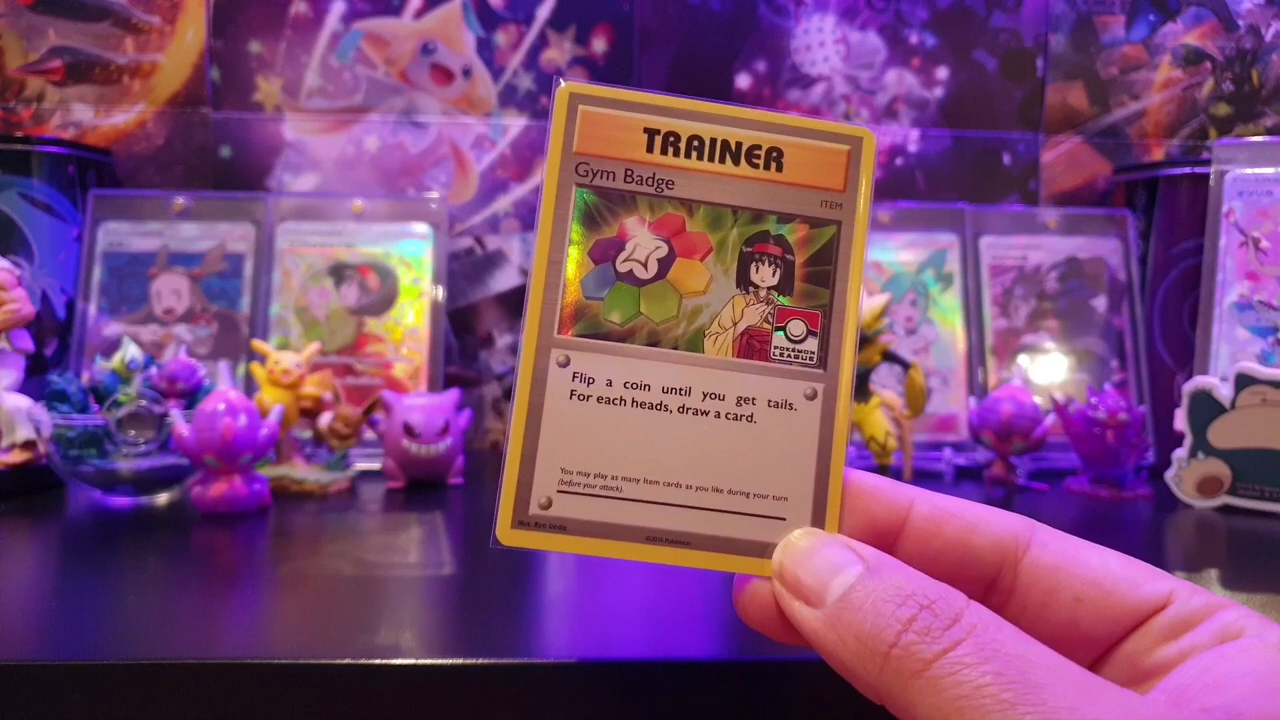 TRAINER
Gym Badge
ITEM
POKÉMON
LEAGUE
Flip a coin until you get tails.
For each heads, draw a card.
You may play as many Item cards as you like during your turn
(before your attack).
Illus. Ryo Ueda
©2016 Pokémon